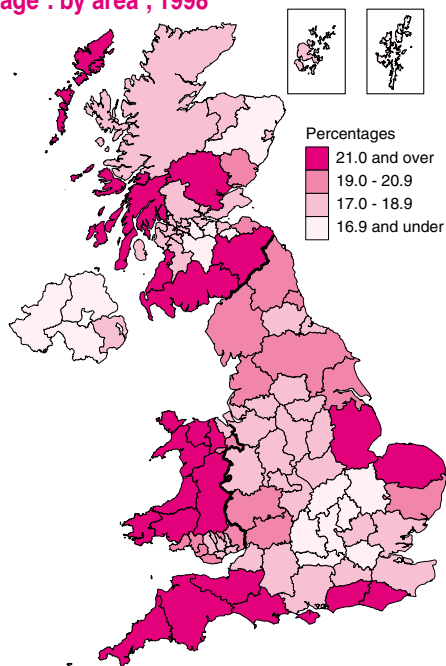 age : by area , 1998
Percentages
21.0 and over
19.0 - 20.9
17.0 - 18.9
16.9 and under